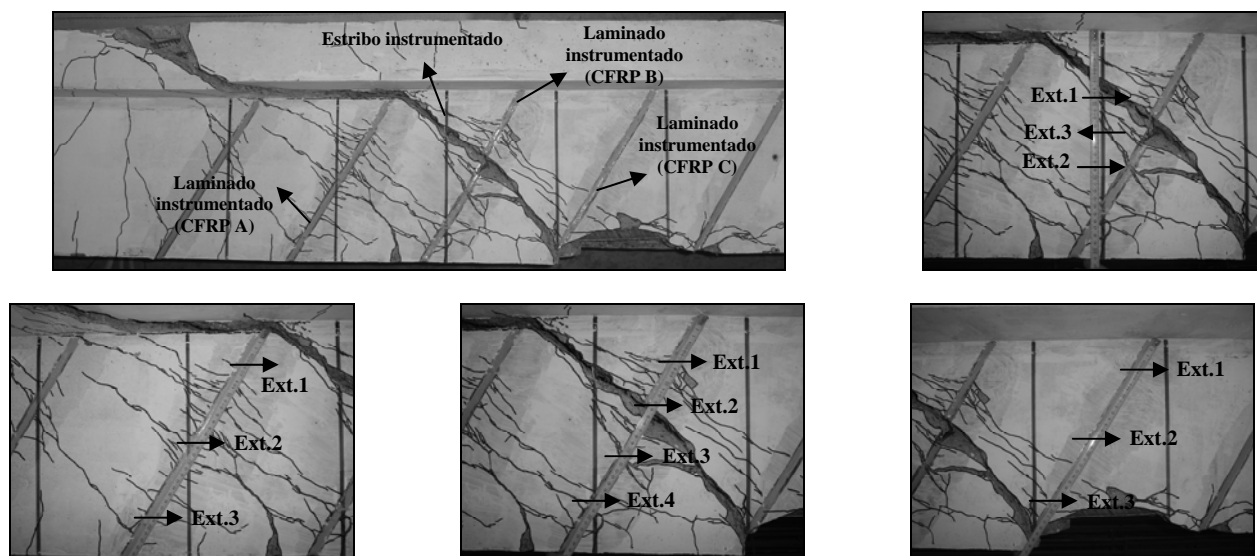 Estribo instrumentado
Laminado
instrumentado
(CFRP B)
Laminado
instrumentado
(CFRP C)
Laminado
instrumentado
(CFRP A)
Ext.1
Ext.3
Ext.2
Ext.1
Ext.2
Ext.3
Ext.1
Ext.2
Ext.3
Ext.4
Ext.1
Ext.2
Ext.3